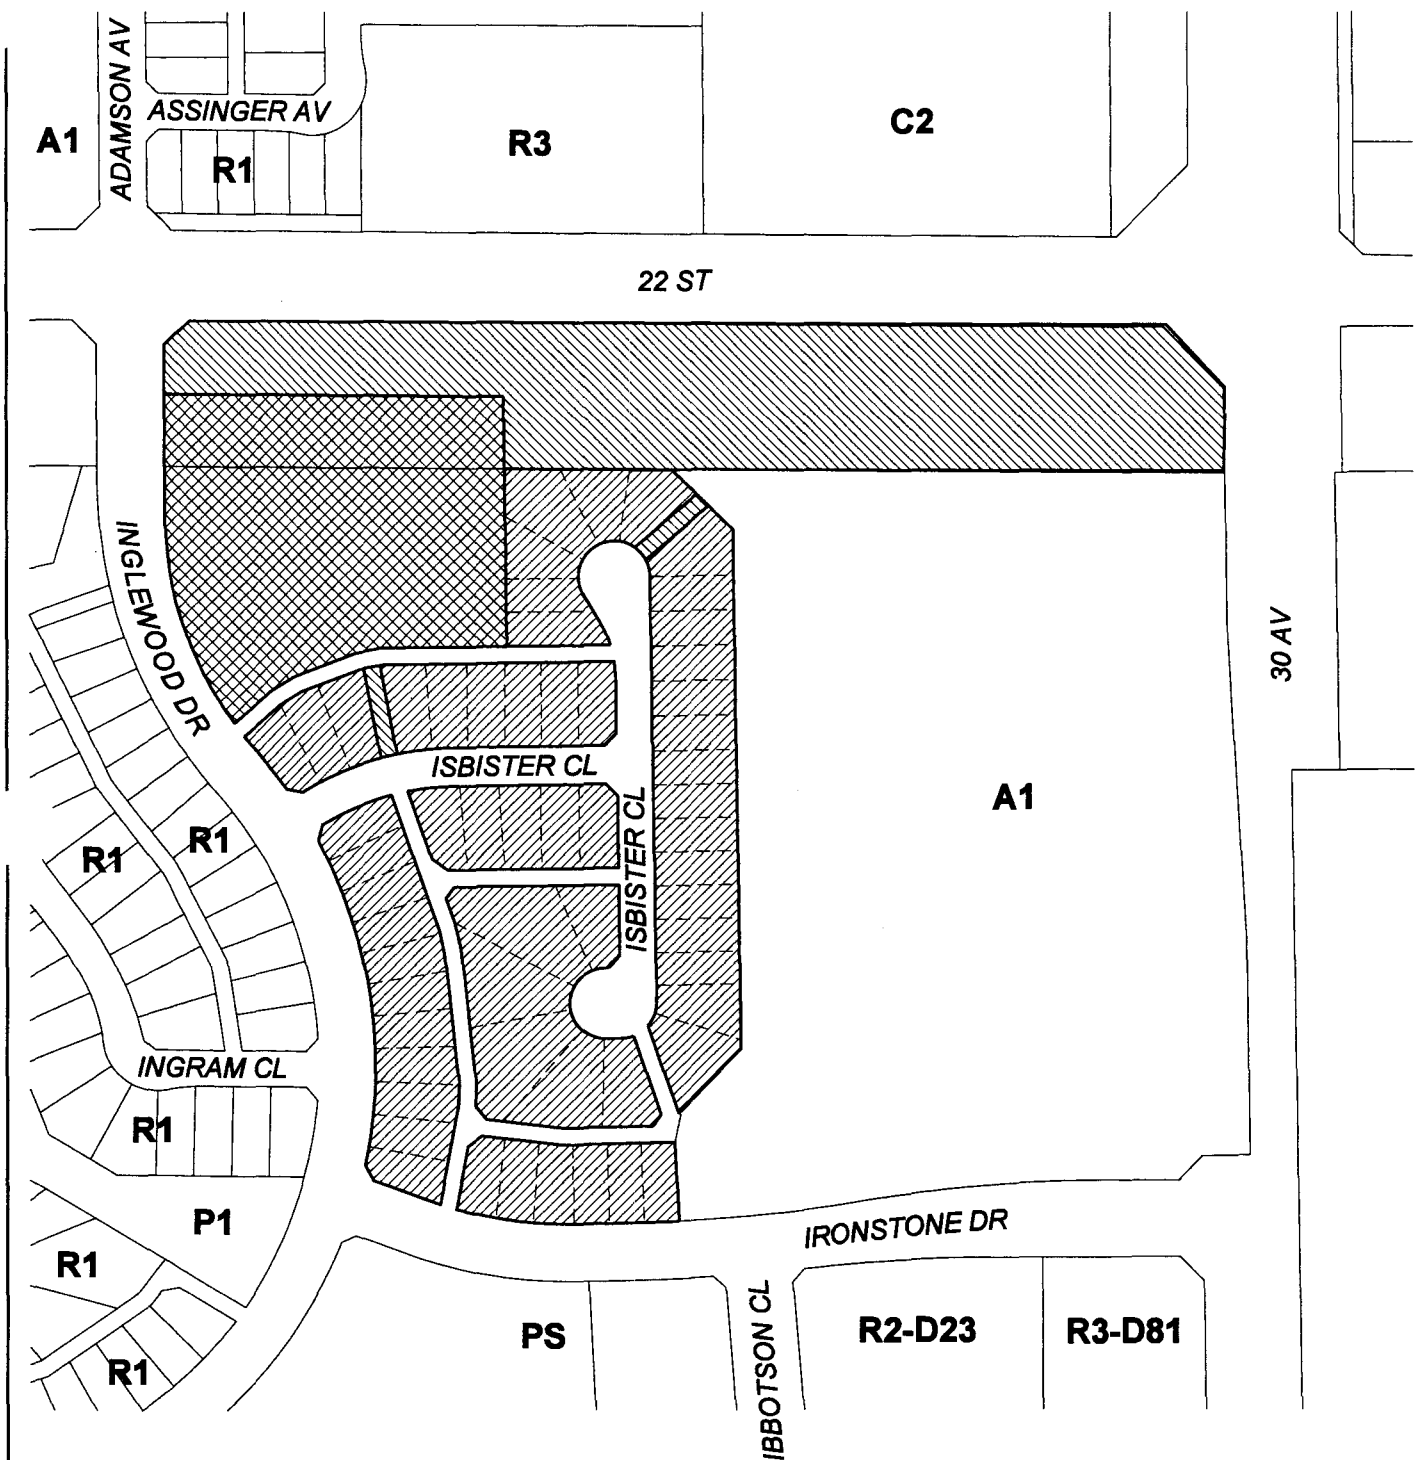 ADAMSON AV
ASSINGER AV
A1
R1
R3
C2
22 ST
INGLEWOOD DR
30 AV
ISBISTER CL
ISBISTER CL
A1
R1
R1
INGRAM CL
R1
P1
R1
IRONSTONE DR
PS
IBBOTSON CL
R2-D23
R3-D81
R1